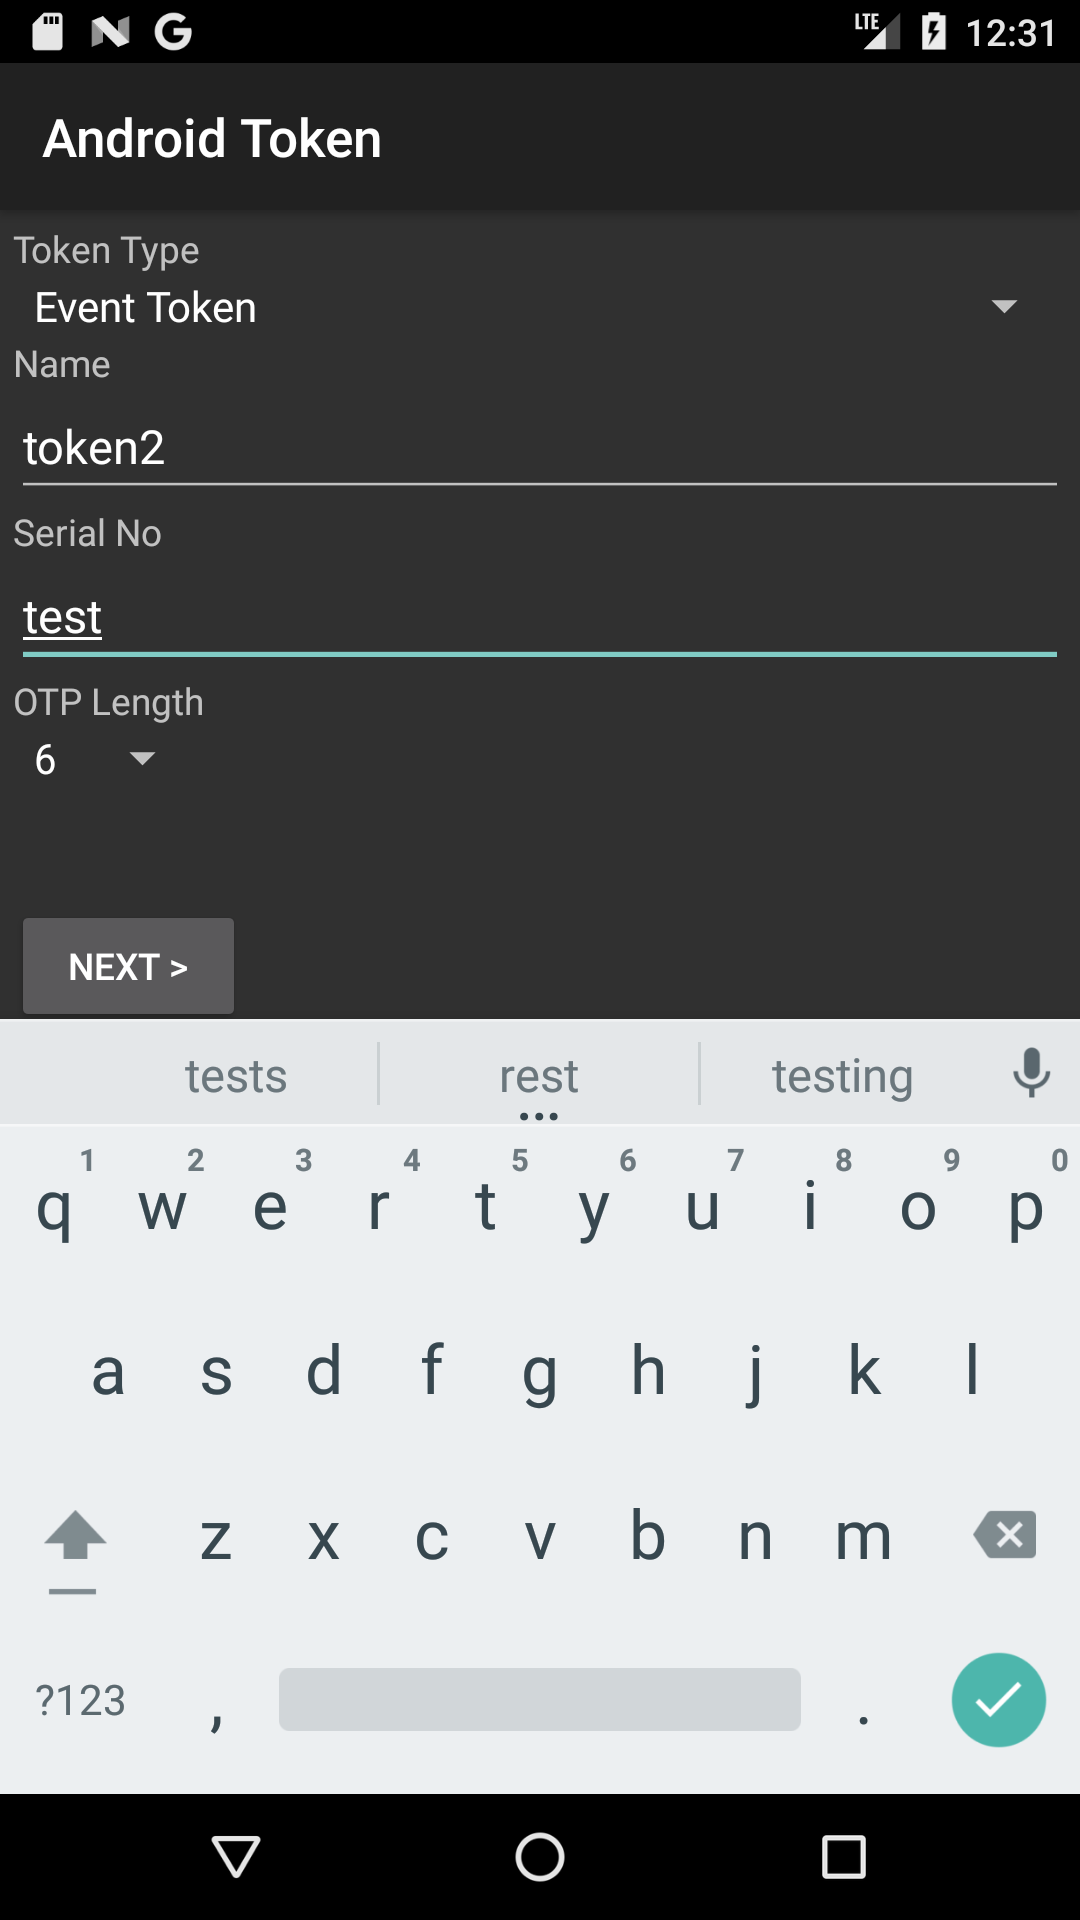 LTE 12:31
Android Token
Token Type
Event Token
Name
token2
Serial No
test
OTP Length
6
NEXT >
tests rest testing
1 2 3 4 5 6 7 8 9 0
q w e r t y u i o p
a s d f g h j k l
z x c v b n m
?123 , .